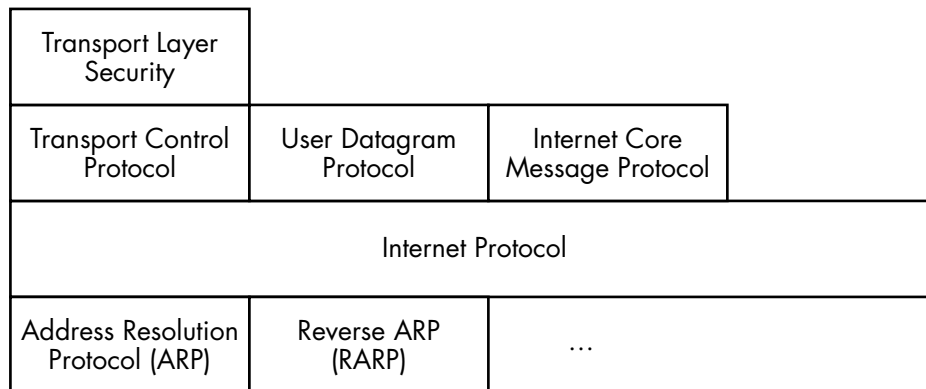 Transport Layer
Security
Transport Control
Protocol
User Datagram
Protocol
Internet Core
Message Protocol
Internet Protocol
Address Resolution
Protocol (ARP)
Reverse ARP
(RARP)
...